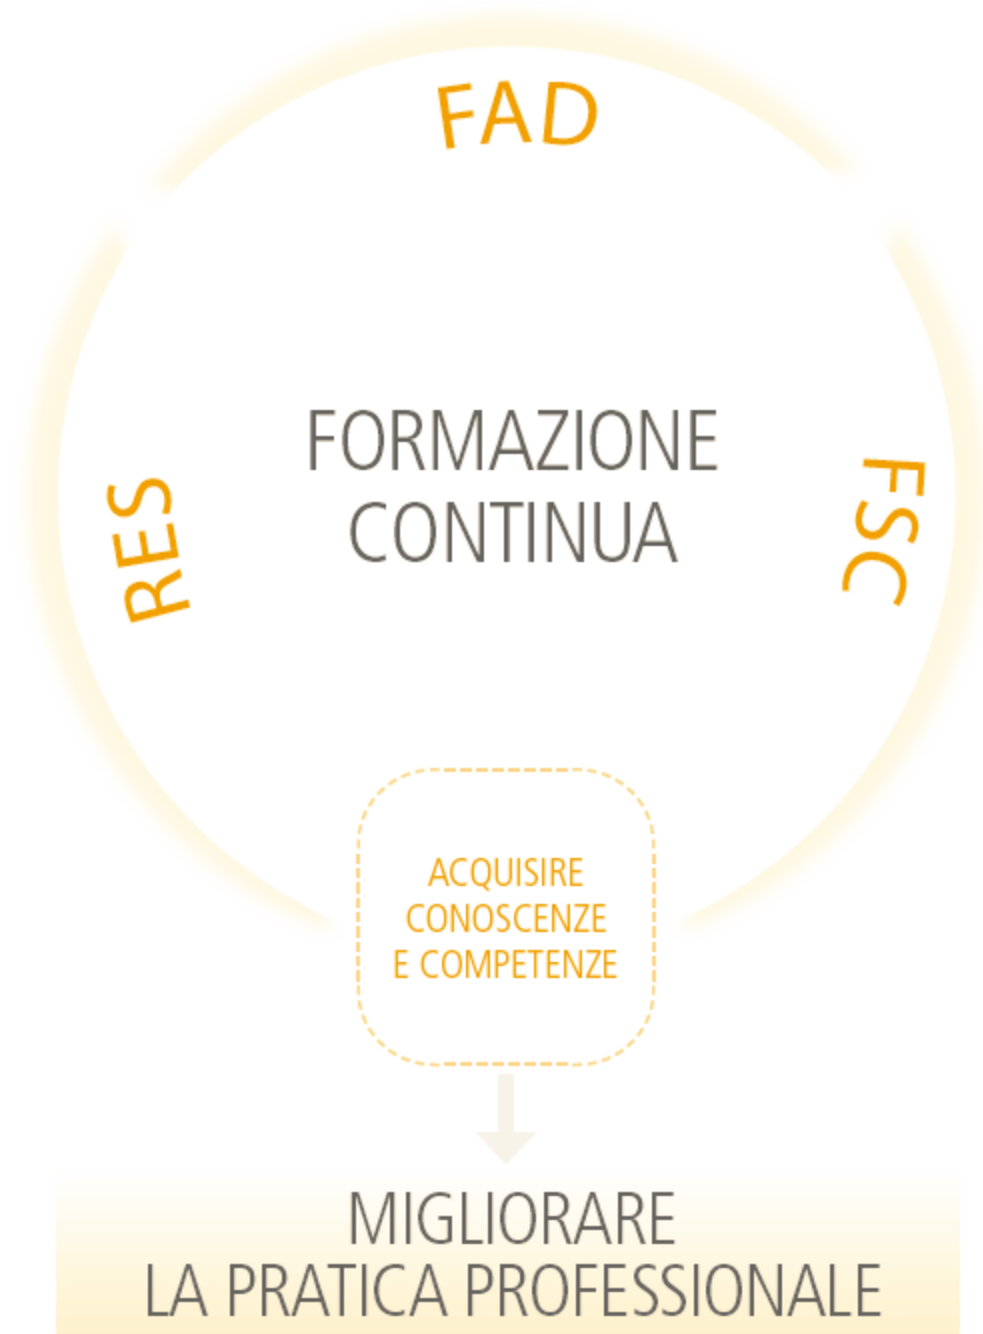 FAD
FORMAZIONE
CONTINUA
RES
FSC
ACQUISIRE
CONOSCENZE
E COMPETENZE
MIGLIORARE
LA PRATICA PROFESSIONALE